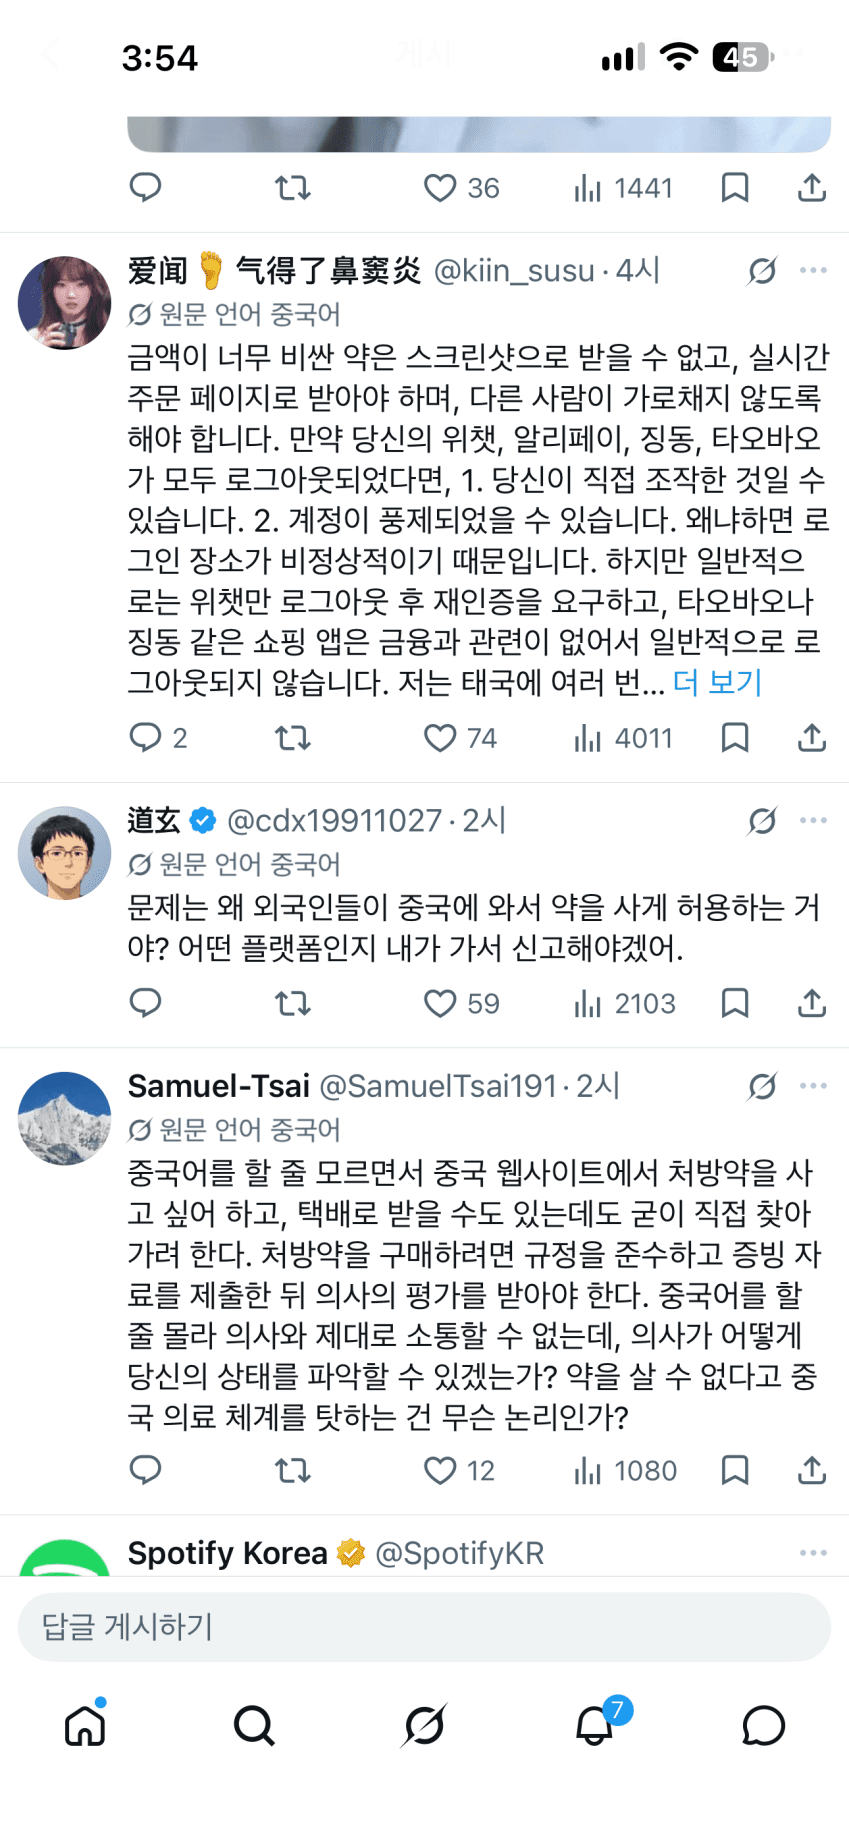 3:54
45
36
1441
爱闻🦶气得了鼻窦炎 @kiin_susu · 4시
원문 언어 중국어
금액이 너무 비싼 약은 스크린샷으로 받을 수 없고, 실시간
주문 페이지로 받아야 하며, 다른 사람이 가로채지 않도록
해야 합니다. 만약 당신의 위챗, 알리페이, 징동, 타오바오
가 모두 로그아웃되었다면, 1. 당신이 직접 조작한 것일 수
있습니다. 2. 계정이 풍제되었을 수 있습니다. 왜냐하면 로
그인 장소가 비정상적이기 때문입니다. 하지만 일반적으
로는 위챗만 로그아웃 후 재인증을 요구하고, 타오바오나
징동 같은 쇼핑 앱은 금융과 관련이 없어서 일반적으로 로
그아웃되지 않습니다. 저는 태국에 여러 번... 더 보기
2
74
4011
道玄 @cdx19911027 · 2시
원문 언어 중국어
문제는 왜 외국인들이 중국에 와서 약을 사게 허용하는 거
야? 어떤 플랫폼인지 내가 가서 신고해야겠어.
59
2103
Samuel-Tsai @SamuelTsai191 · 2시
원문 언어 중국어
중국어를 할 줄 모르면서 중국 웹사이트에서 처방약을 사
고 싶어 하고, 택배로 받을 수도 있는데도 굳이 직접 찾아
가려 한다. 처방약을 구매하려면 규정을 준수하고 증빙 자
료를 제출한 뒤 의사의 평가를 받아야 한다. 중국어를 할
줄 몰라 의사와 제대로 소통할 수 없는데, 의사가 어떻게
당신의 상태를 파악할 수 있겠는가? 약을 살 수 없다고 중
국 의료 체계를 탓하는 건 무슨 논리인가?
12
1080
Spotify Korea @SpotifyKR
답글 게시하기
7